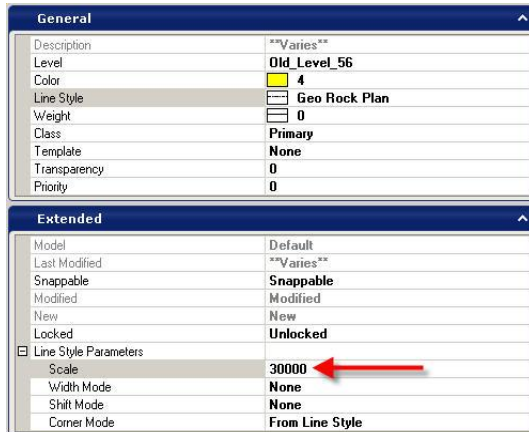 General
Description **Varies**
Level Old_Level_56
Color 4
Line Style Geo Rock Plan
Weight 0
Class Primary
Template None
Transparency 0
Priority 0
Extended
Model Default
Last Modified **Varies**
Snappable Snappable
Modified Modified
New New
Locked Unlocked
Line Style Parameters
Scale 30000
Width Mode None
Shift Mode None
Corner Mode From Line Style